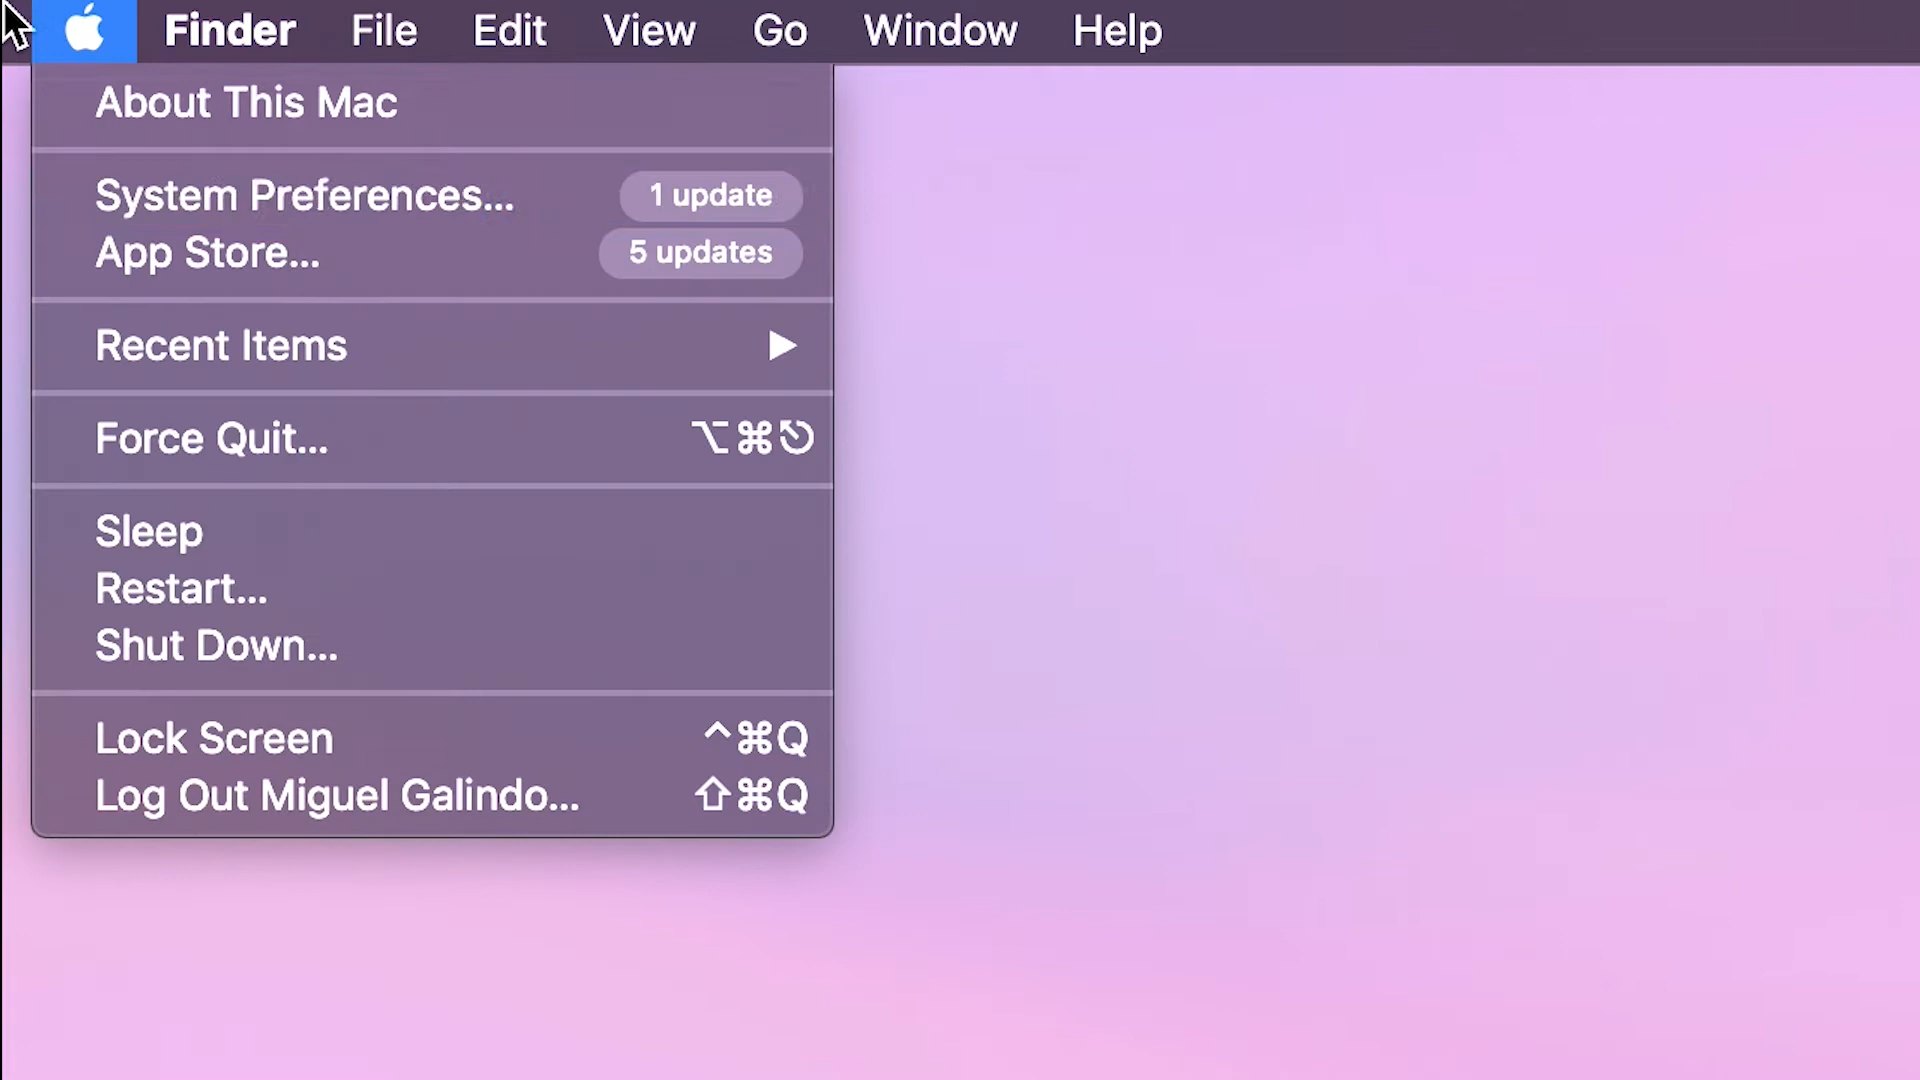 Finder File Edit View Go Window Help
About This Mac
System Preferences... 1 update
App Store... 5 updates
Recent Items ▶
Force Quit... ⌥⌘⎋
Sleep
Restart...
Shut Down...
Lock Screen ^⌘Q
Log Out Miguel Galindo... ⇧⌘Q